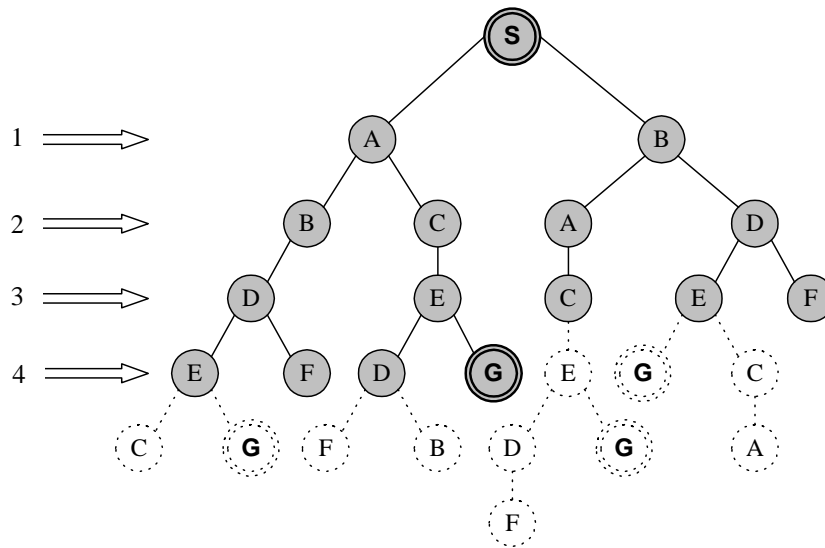 S
1 A B
2 B C A D
3 D E C E F
4 E F D G E G C
C G F B D G A
F